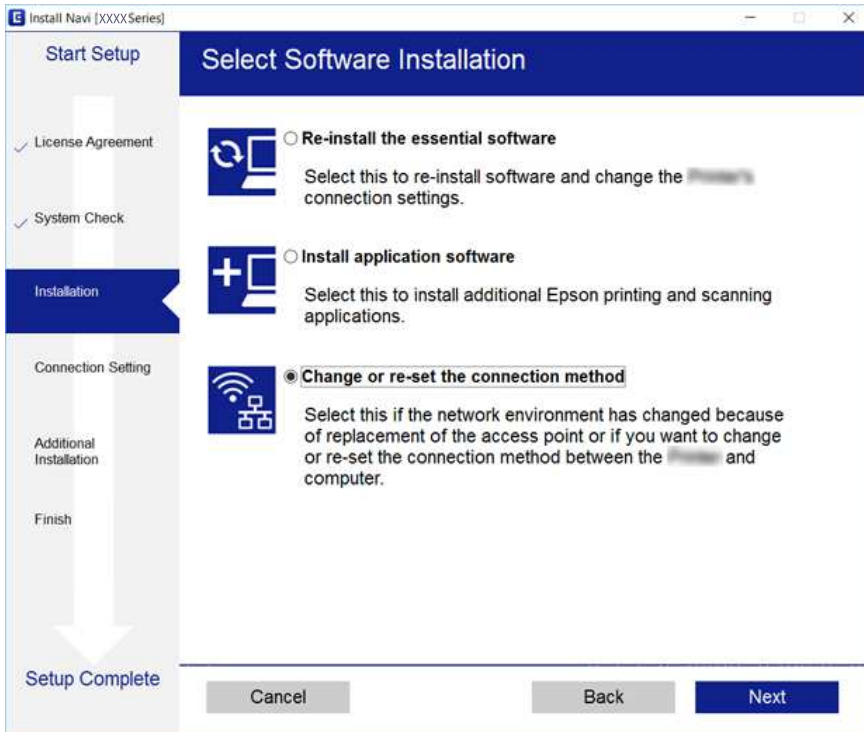 Install Navi [XXXX Series]
Start Setup
License Agreement
System Check
Installation
Connection Setting
Additional
Installation
Finish
Setup Complete
Select Software Installation
Re-install the essential software
Select this to re-install software and change the
connection settings.
Install application software
Select this to install additional Epson printing and scanning
applications.
Change or re-set the connection method
Select this if the network environment has changed because
of replacement of the access point or if you want to change
or re-set the connection method between the and
computer.
Cancel
Back
Next